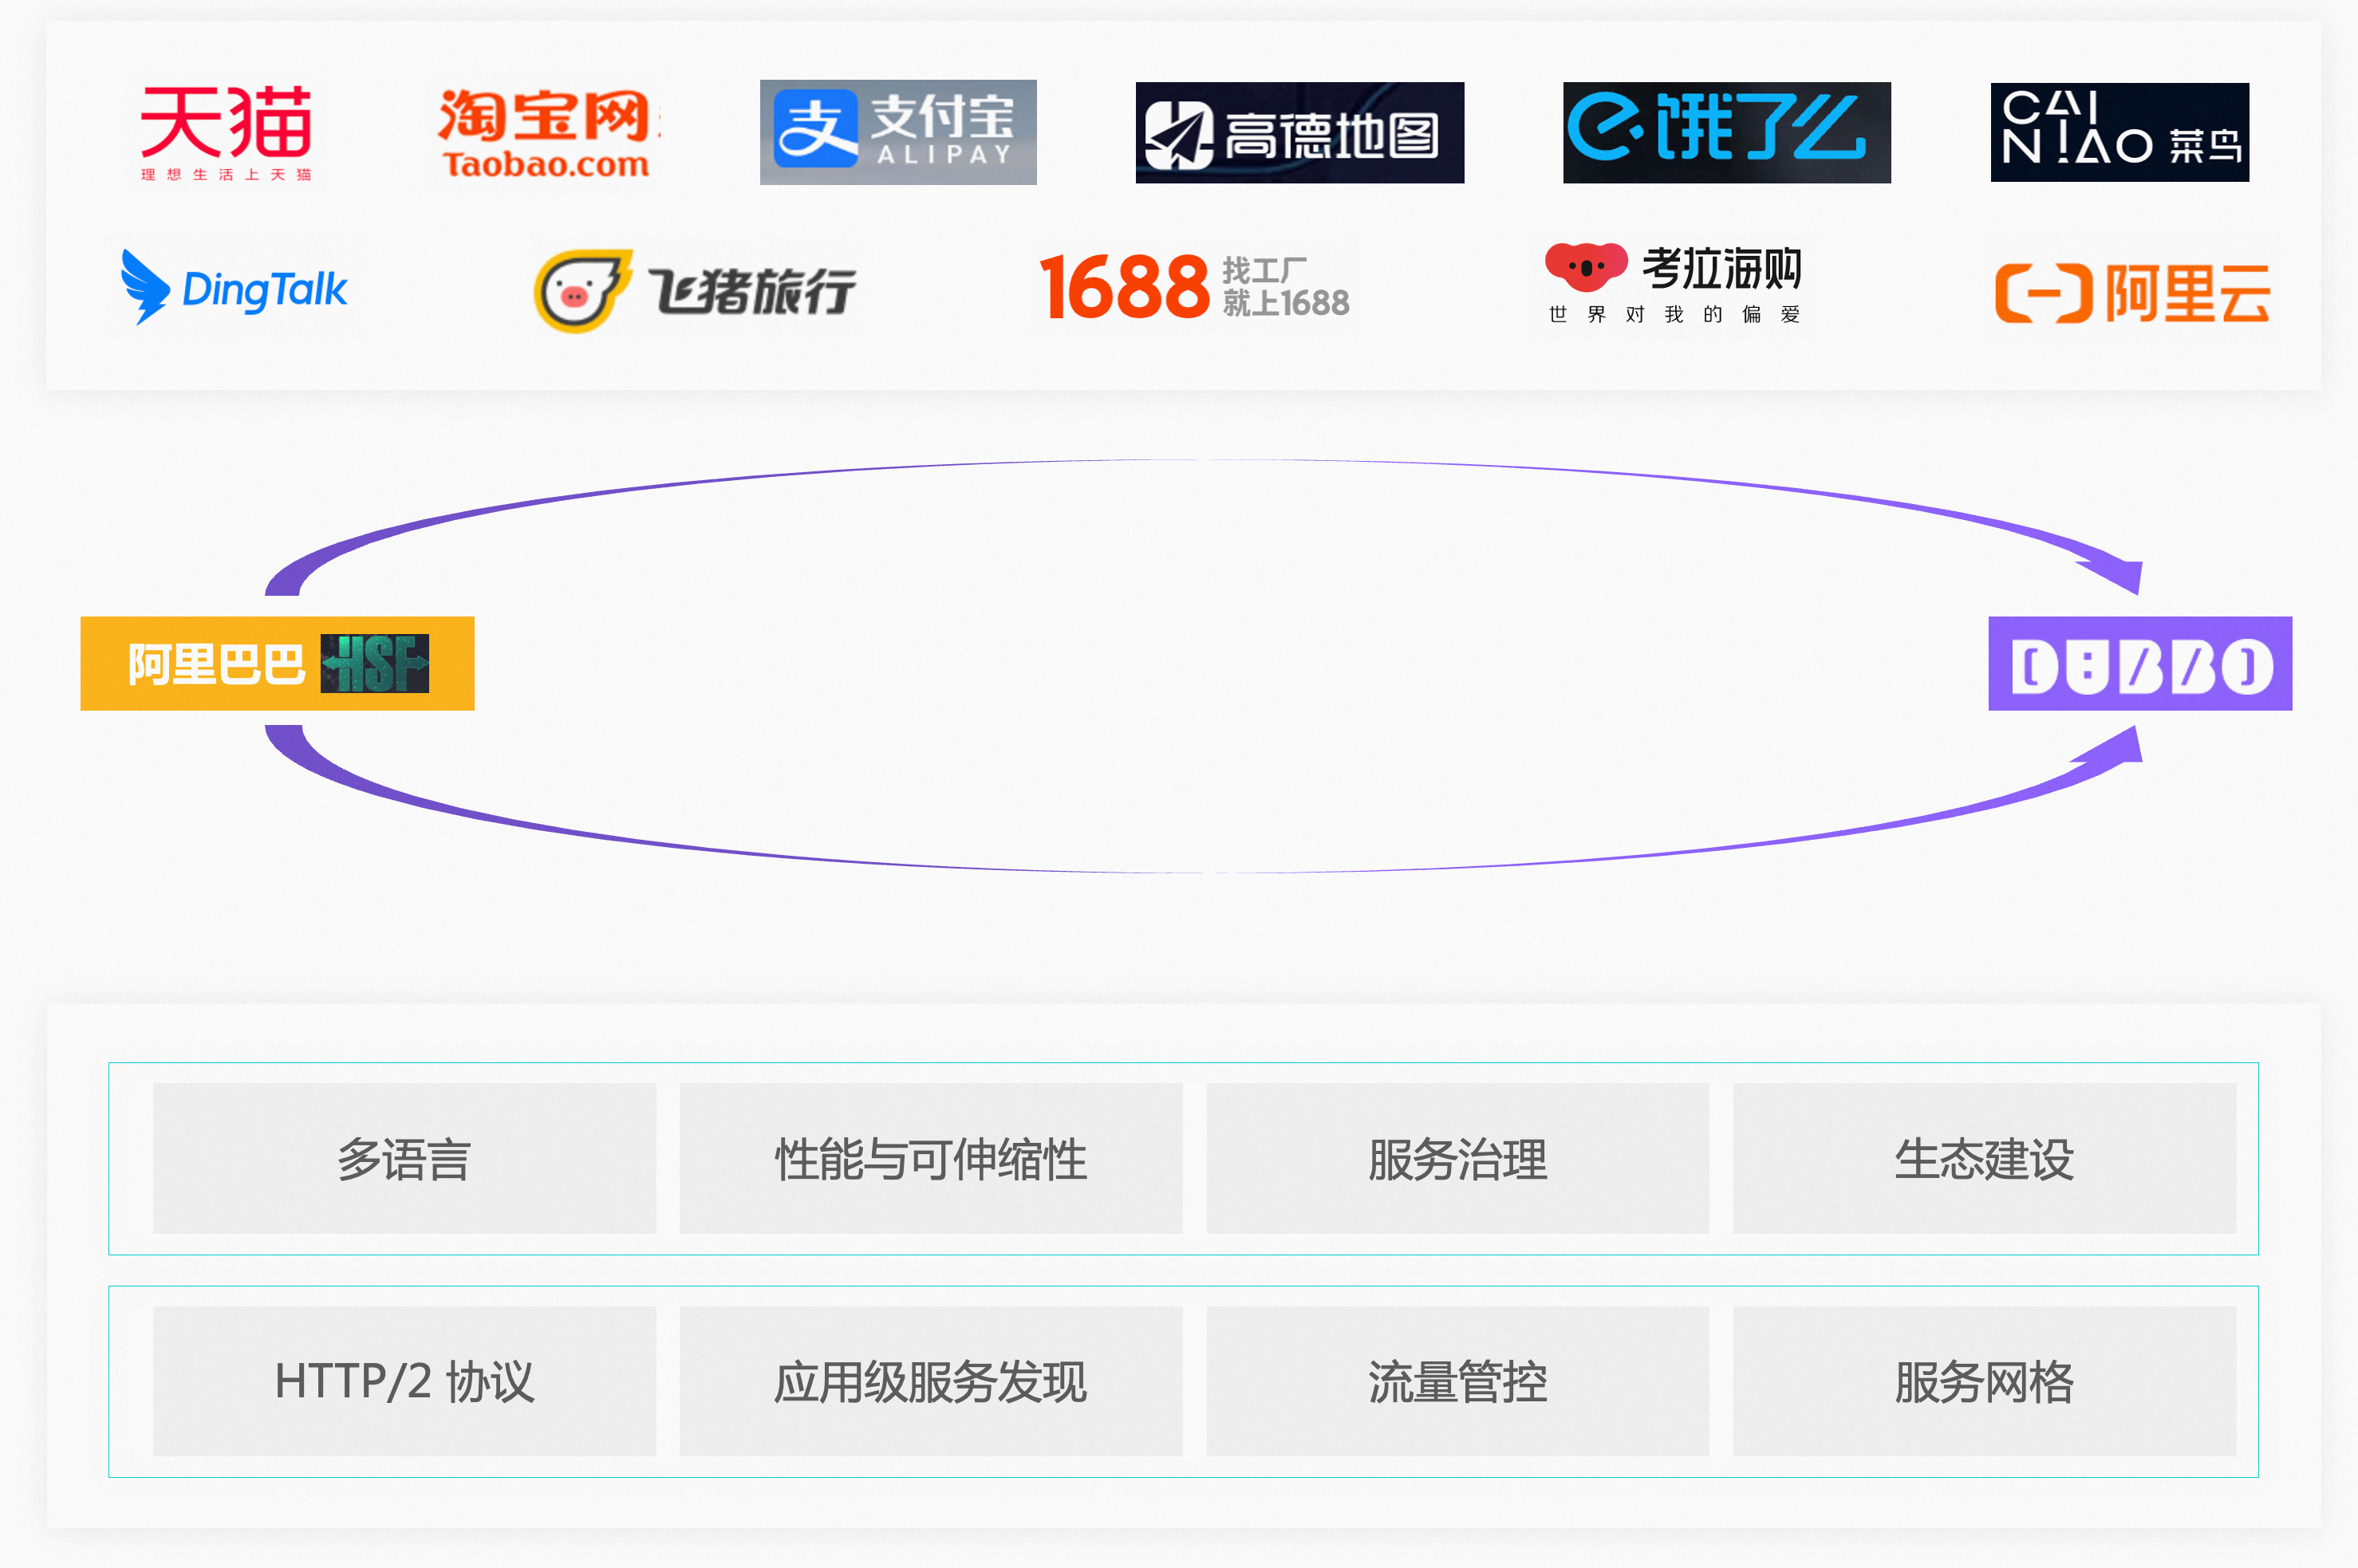 天猫
理想生活上天猫
淘宝网
Taobao.com
支 支付宝
ALIPAY
高德地图
e 饿了么
CAI
NIAO 菜鸟
DingTalk
飞猪旅行
1688 找工厂
就上1688
考拉海购
世界对我的偏爱
阿里云
阿里巴巴 HSF
DUBBO
多语言
性能与可伸缩性
服务治理
生态建设
HTTP/2 协议
应用级服务发现
流量管控
服务网格